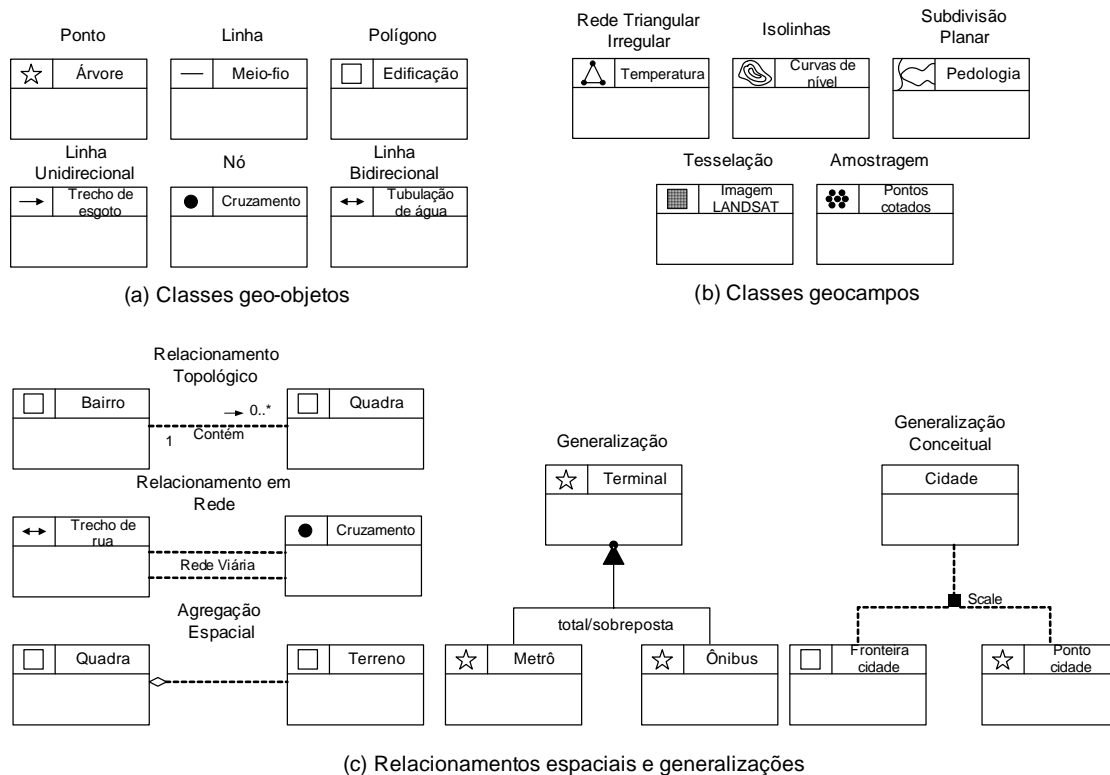 Ponto
Linha
Polígono
Árvore
Meio-fio
Edificação
Linha
Unidirecional
Nó
Linha
Bidirecional
Trecho de
esgoto
Cruzamento
Tubulação
de água
(a) Classes geo-objetos
Rede Triangular
Irregular
Isolinhas
Subdivisão
Planar
Temperatura
Curvas de
nível
Pedologia
Tesselação
Amostragem
Imagem
LANDSAT
Pontos
cotados
(b) Classes geocampos
Relacionamento
Topológico
Bairro
0..*
1
Contém
Quadra
Relacionamento em
Rede
Trecho de
rua
Rede Viária
Cruzamento
Agregação
Espacial
Quadra
Terreno
Generalização
Terminal
total/sobreposta
Metrô
Ônibus
Generalização
Conceitual
Cidade
Scale
Fronteira
cidade
Ponto
cidade
(c) Relacionamentos espaciais e generalizações